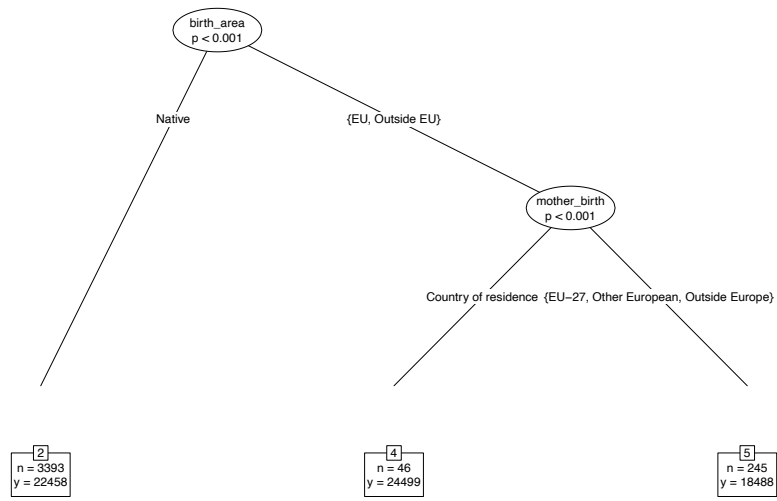 birth_area
p < 0.001
Native
{EU, Outside EU}
mother_birth
p < 0.001
Country of residence
{EU−27, Other European, Outside Europe}
2
n = 3393
y = 22458
4
n = 46
y = 24499
5
n = 245
y = 18488